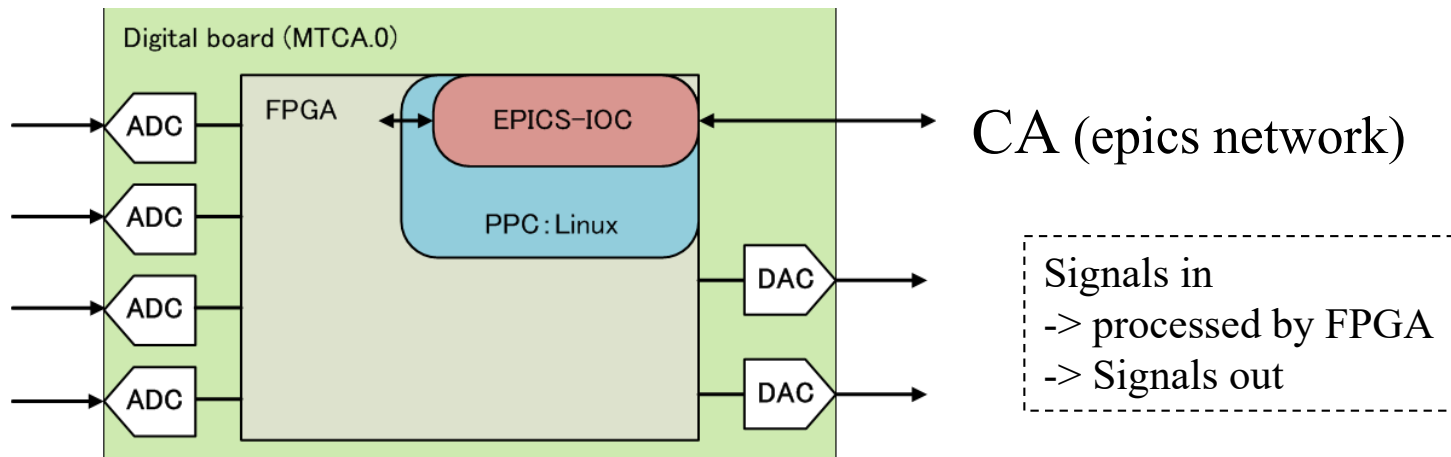 Digital board (MTCA.0)
FPGA
EPICS-IOC
PPC:Linux
ADC
ADC
ADC
ADC
DAC
DAC
CA (epics network)
Signals in
-> processed by FPGA
-> Signals out